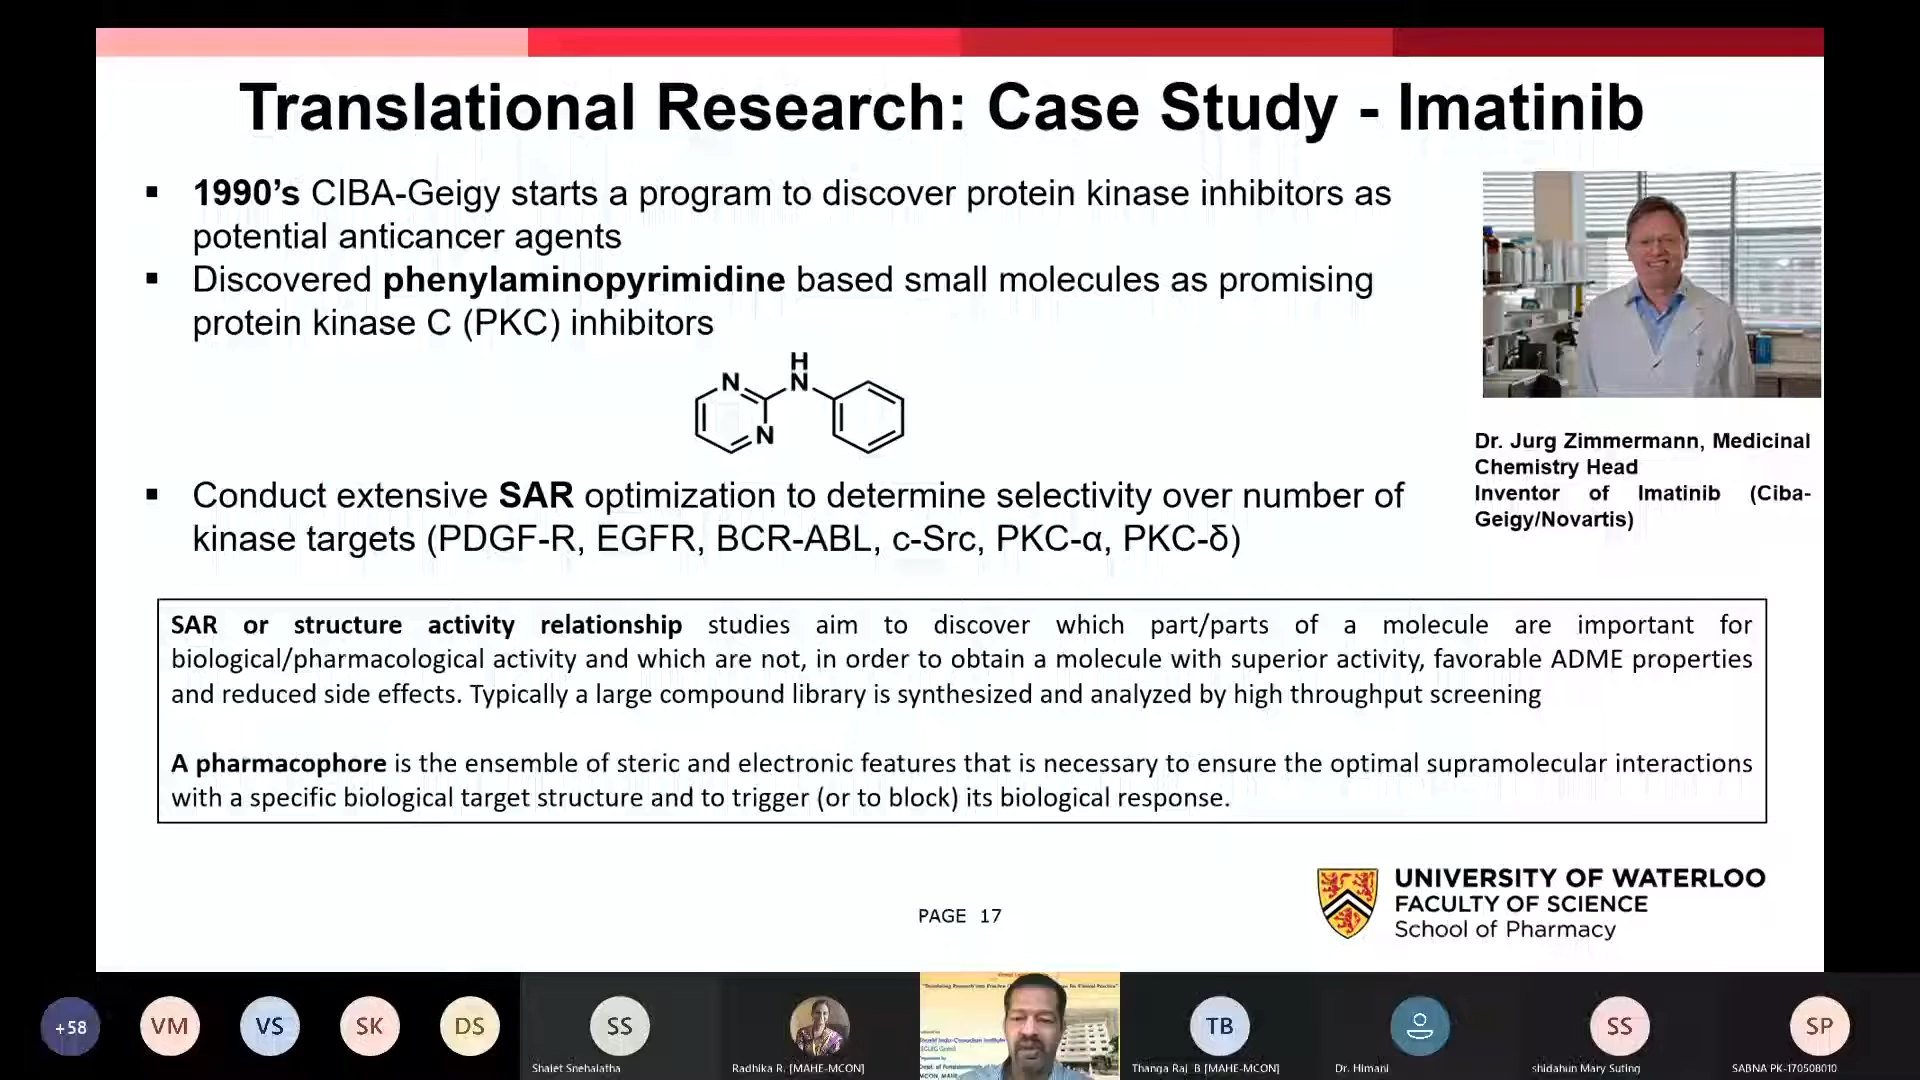 Translational Research: Case Study - Imatinib
▪ 1990’s CIBA-Geigy starts a program to discover protein kinase inhibitors as
potential anticancer agents
▪ Discovered phenylaminopyrimidine based small molecules as promising
protein kinase C (PKC) inhibitors
H
N
N
N
▪ Conduct extensive SAR optimization to determine selectivity over number of
kinase targets (PDGF-R, EGFR, BCR-ABL, c-Src, PKC-α, PKC-δ)
Dr. Jurg Zimmermann, Medicinal
Chemistry Head
Inventor of Imatinib (Ciba-
Geigy/Novartis)
SAR or structure activity relationship studies aim to discover which part/parts of a molecule are important for
biological/pharmacological activity and which are not, in order to obtain a molecule with superior activity, favorable ADME properties
and reduced side effects. Typically a large compound library is synthesized and analyzed by high throughput screening
A pharmacophore is the ensemble of steric and electronic features that is necessary to ensure the optimal supramolecular interactions
with a specific biological target structure and to trigger (or to block) its biological response.
PAGE 17
UNIVERSITY OF WATERLOO
FACULTY OF SCIENCE
School of Pharmacy
+58
VM
VS
SK
DS
SS
Shalet Snehalatha
Radhika R. [MAHE-MCON]
TB
Thanga Raj. B [MAHE-MCON]
Dr. Himani
SS
shidahun Mary Suting
SP
SABNA PK-170508010